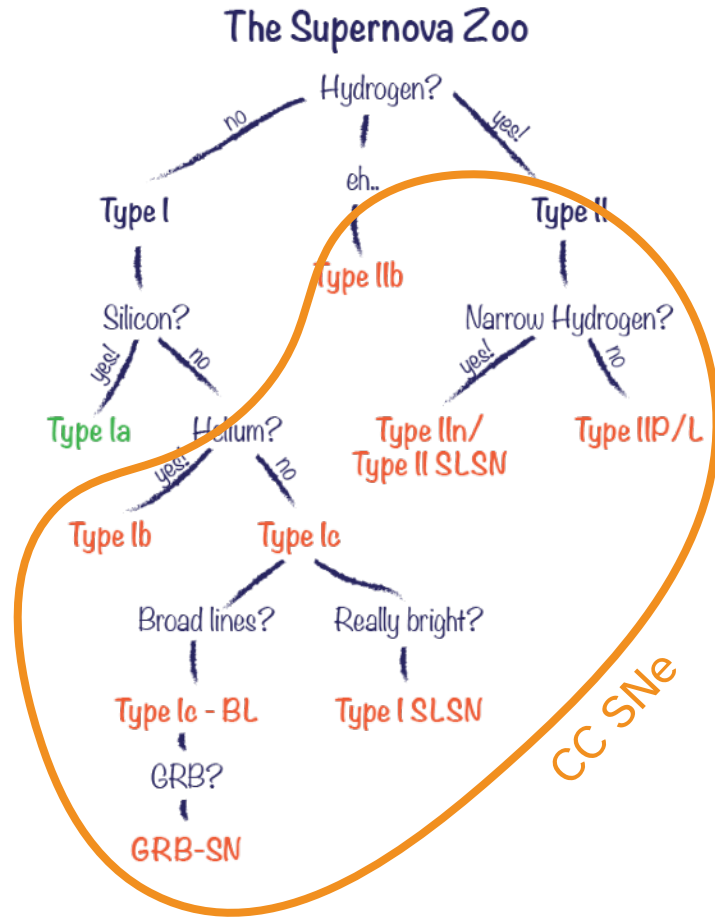 The Supernova Zoo
Hydrogen?
no
yes!
eh..
Type I
Type II
Type IIb
Silicon?
Narrow Hydrogen?
yes!
no
yes!
no
Type Ia
Helium?
Type IIn/
Type II SLSN
Type IIP/L
yes!
no
Type Ib
Type Ic
Broad lines?
Really bright?
Type Ic - BL
Type I SLSN
CC SNe
GRB?
GRB-SN